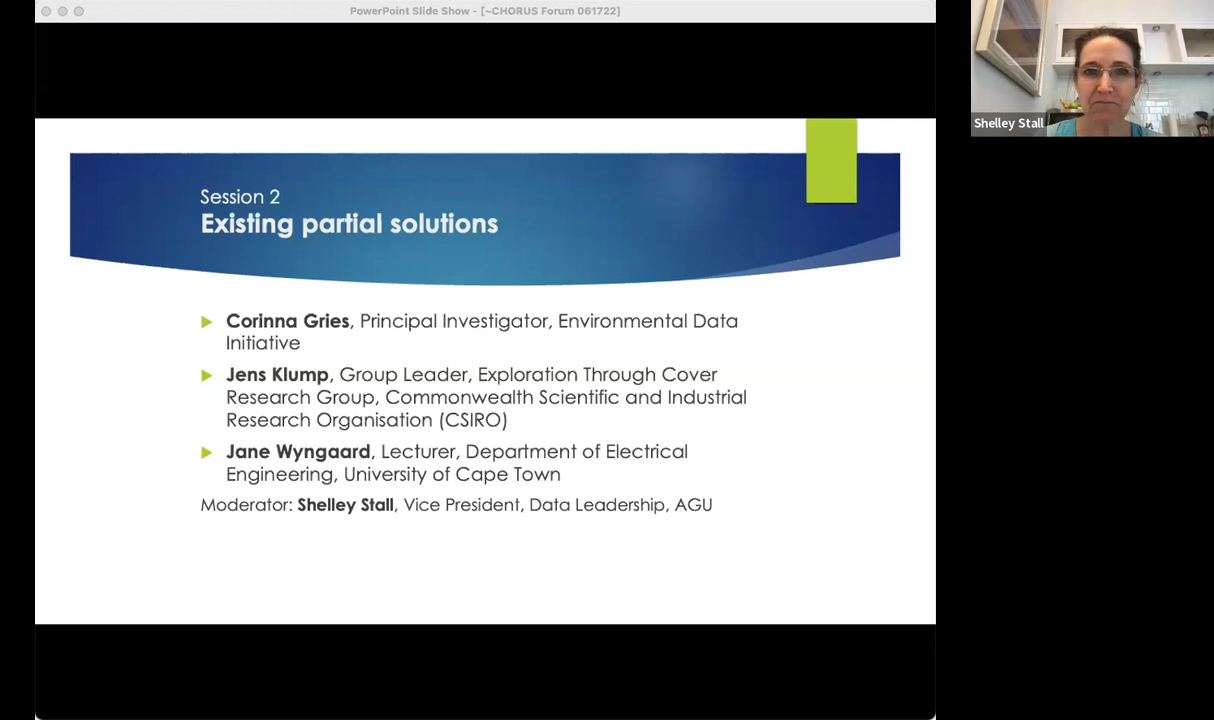 PowerPoint Slide Show - [~CHORUS Forum 061722]
Shelley Stall
Session 2
Existing partial solutions
Corinna Gries, Principal Investigator, Environmental Data
Initiative
Jens Klump, Group Leader, Exploration Through Cover
Research Group, Commonwealth Scientific and Industrial
Research Organisation (CSIRO)
Jane Wyngaard, Lecturer, Department of Electrical
Engineering, University of Cape Town
Moderator: Shelley Stall, Vice President, Data Leadership, AGU